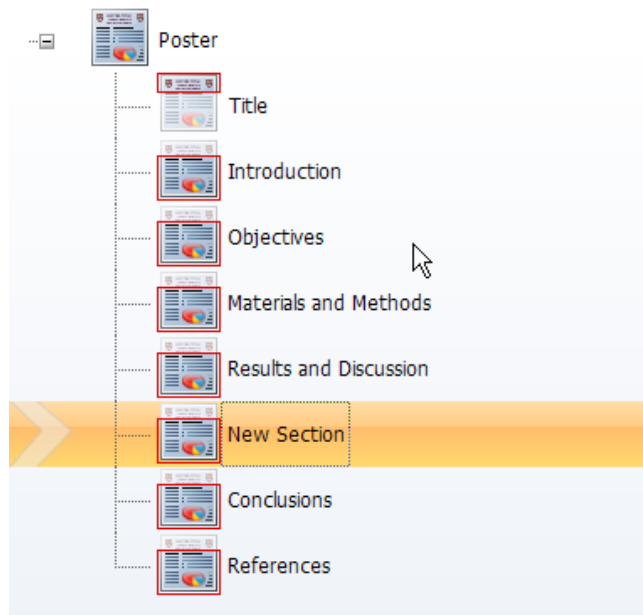 Poster
Title
Introduction
Objectives
Materials and Methods
Results and Discussion
New Section
Conclusions
References